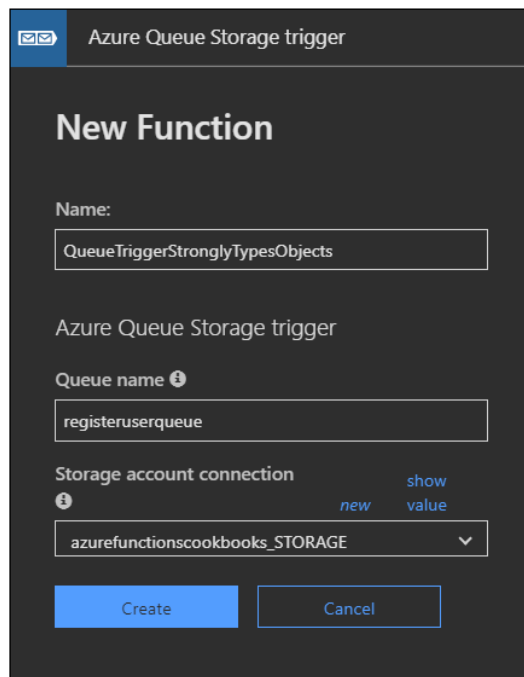 Azure Queue Storage trigger
New Function
Name:
QueueTriggerStronglyTypesObjects
Azure Queue Storage trigger
Queue name
registeruserqueue
Storage account connection
new
show value
azurefunctionscookbooks_STORAGE
Create
Cancel